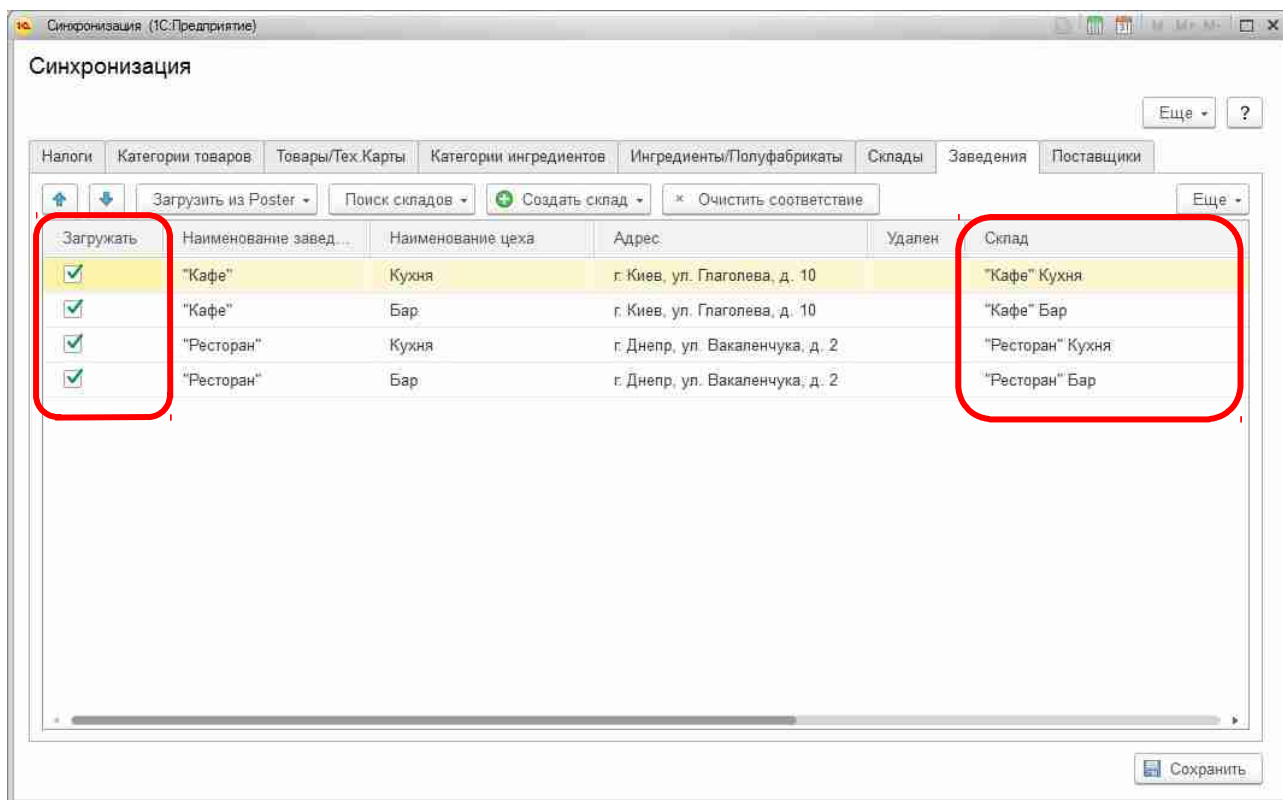 Синхронизация (1С:Предприятие)
31 M M+ M-
Синхронизация
Еще ?
Налоги Категории товаров Товары/Тех.Карты Категории ингредиентов Ингредиенты/Полуфабрикаты Склады Заведения Поставщики
Загрузить из Poster Поиск складов Создать склад × Очистить соответствие Еще
Загружать Наименование завед... Наименование цеха Адрес Удален Склад
"Кафе" Кухня г. Киев, ул. Глаголева, д. 10 "Кафе" Кухня
"Кафе" Бар г. Киев, ул. Глаголева, д. 10 "Кафе" Бар
"Ресторан" Кухня г. Днепр, ул. Вакаленчука, д. 2 "Ресторан" Кухня
"Ресторан" Бар г. Днепр, ул. Вакаленчука, д. 2 "Ресторан" Бар
Сохранить